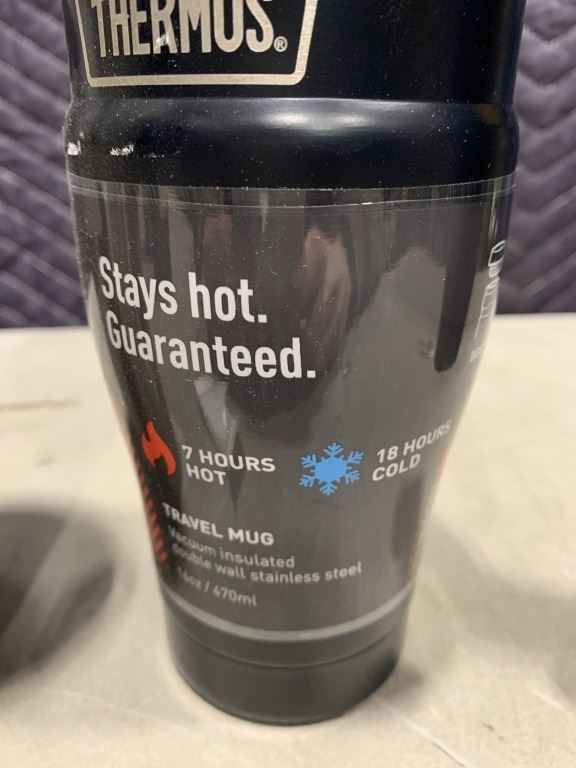 THERMOS®
Stays hot.
Guaranteed.
7 HOURS
HOT
18 HOURS
COLD
TRAVEL MUG
Vacuum insulated
double wall stainless steel
16oz / 470ml